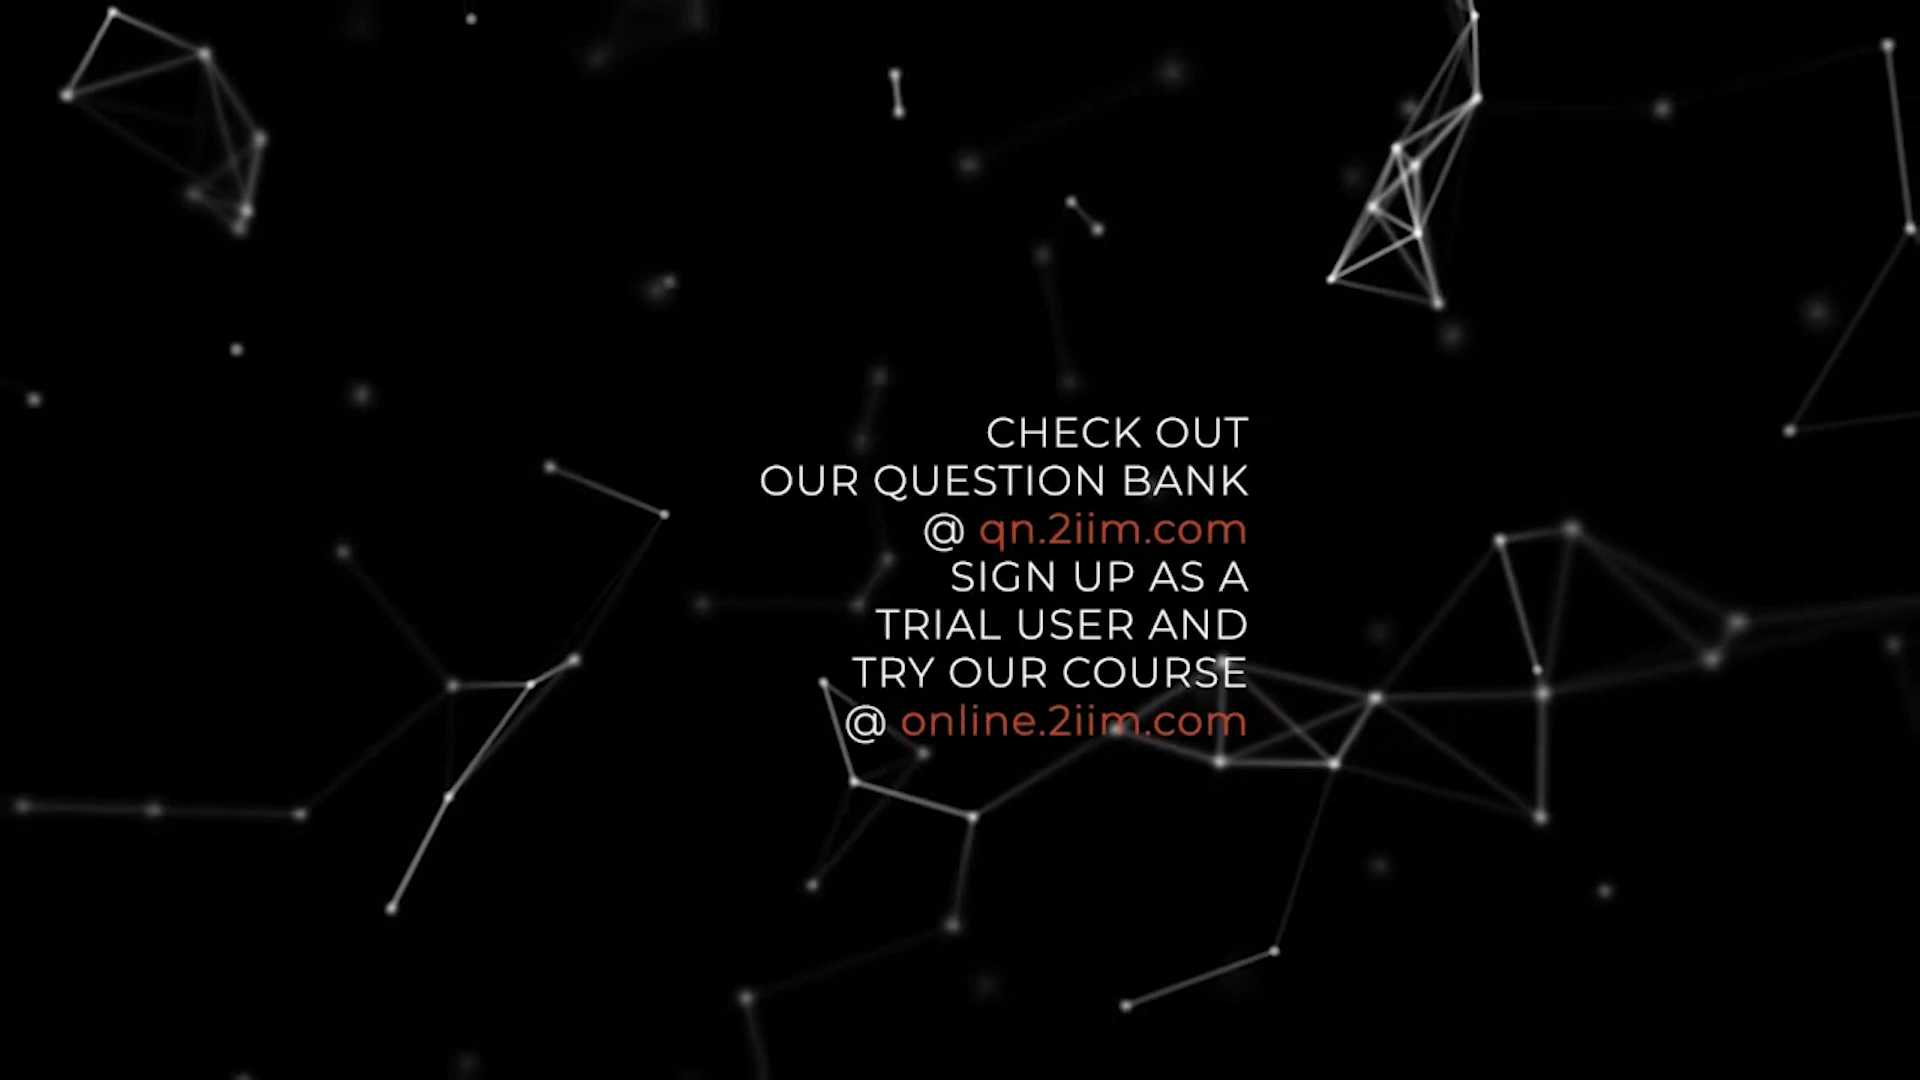 CHECK OUT
OUR QUESTION BANK
@ qn.2iim.com
SIGN UP AS A
TRIAL USER AND
TRY OUR COURSE
@ online.2iim.com